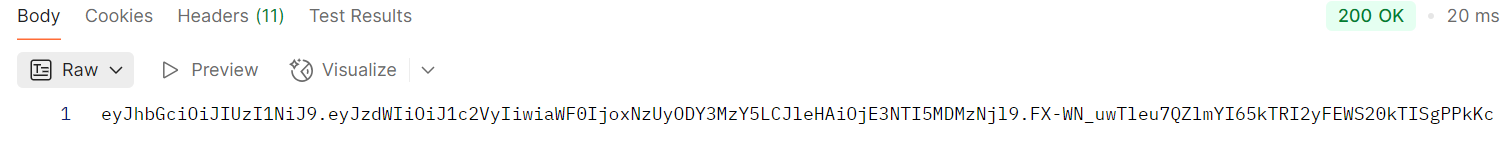 Body Cookies Headers (11) Test Results 200 OK 20 ms
Raw Preview Visualize
1 eyJhbGciOiJIUzI1NiJ9.eyJzdWIiOiJ1c2VyIiwiaWF0IjoxNzUyODY3MzY5LCJleHAiOjE3NTI5MDMzNjl9.FX-WN_uwTleu7QZlmYI65kTRI2yFEWS20kTISgPPkKc